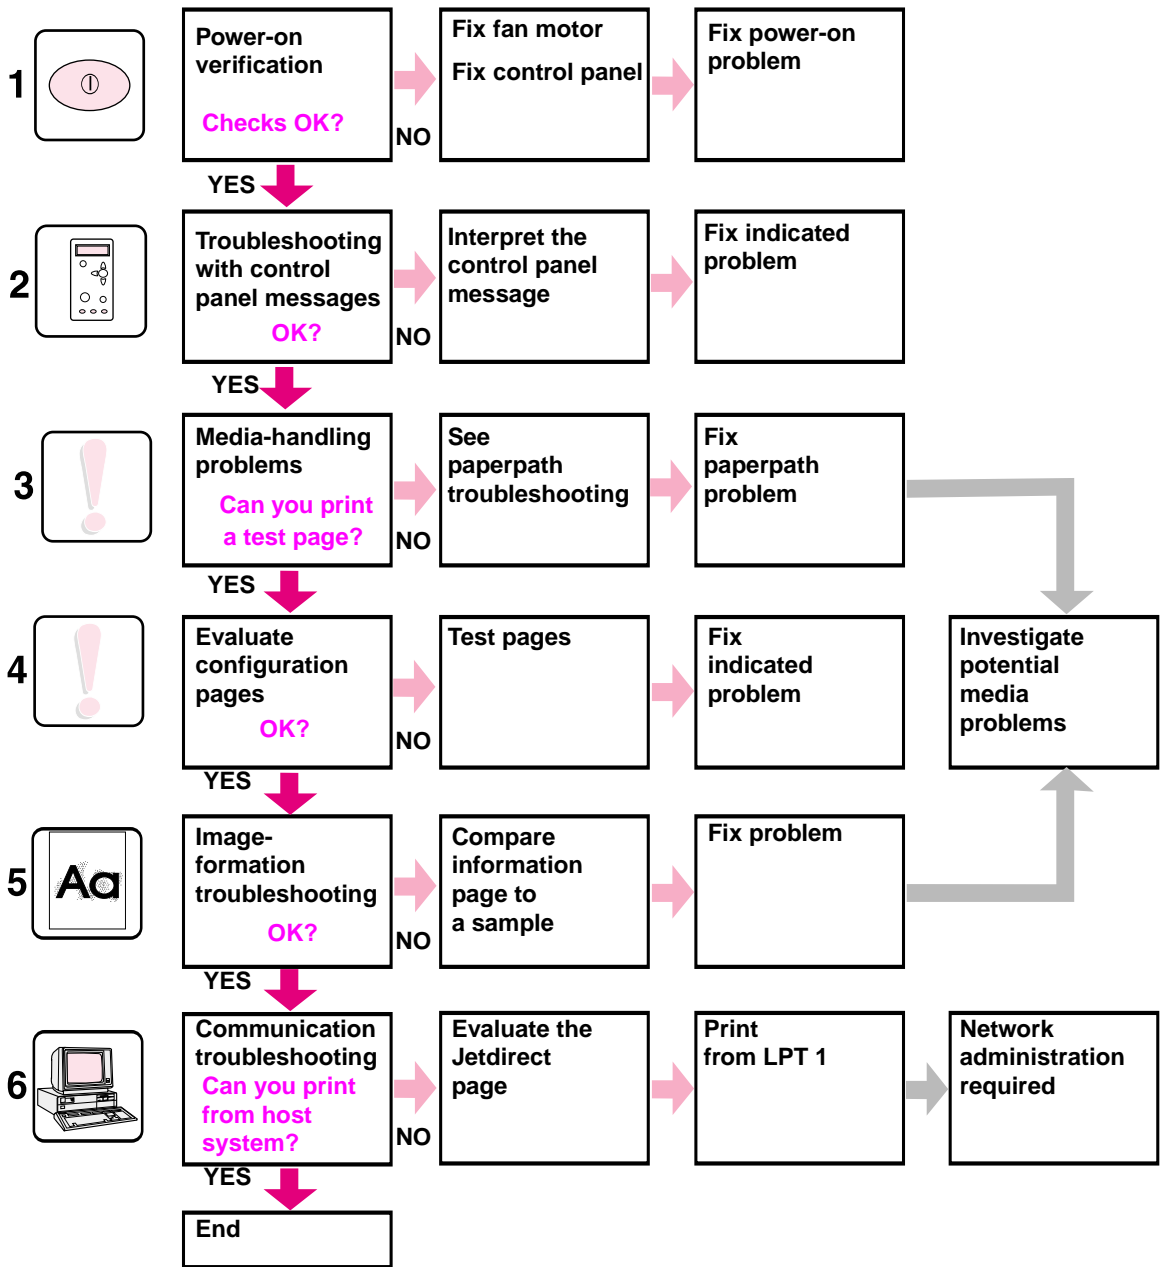 1
Power-on
verification
Checks OK?
NO
Fix fan motor
Fix control panel
Fix power-on
problem
YES
2
Troubleshooting
with control
panel messages
OK?
NO
Interpret the
control panel
message
Fix indicated
problem
YES
3
Media-handling
problems
Can you print
a test page?
NO
See
paperpath
troubleshooting
Fix
paperpath
problem
YES
4
Evaluate
configuration
pages
OK?
NO
Test pages
Fix
indicated
problem
Investigate
potential
media
problems
YES
5
Aa
Image-
formation
troubleshooting
OK?
NO
Compare
information
page to
a sample
Fix problem
YES
6
Communication
troubleshooting
Can you print
from host
system?
NO
Evaluate the
Jetdirect
page
Print
from LPT 1
Network
administration
required
YES
End